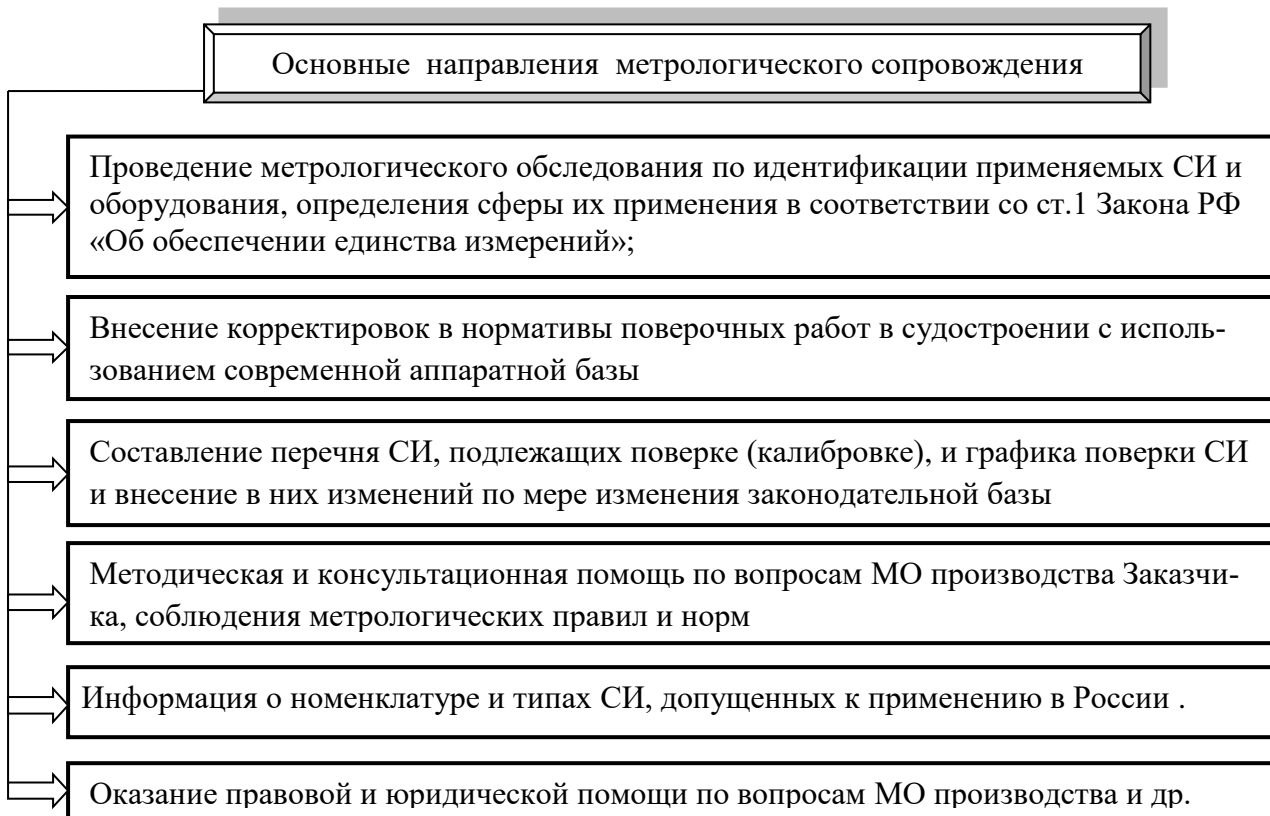 Основные направления метрологического сопровождения
Проведение метрологического обследования по идентификации применяемых СИ и
оборудования, определения сферы их применения в соответствии со ст.1 Закона РФ
«Об обеспечении единства измерений»;
Внесение корректировок в нормативы поверочных работ в судостроении с исполь-
зованием современной аппаратной базы
Составление перечня СИ, подлежащих поверке (калибровке), и графика поверки СИ
и внесение в них изменений по мере изменения законодательной базы
Методическая и консультационная помощь по вопросам МО производства Заказчи-
ка, соблюдения метрологических правил и норм
Информация о номенклатуре и типах СИ, допущенных к применению в России .
Оказание правовой и юридической помощи по вопросам МО производства и др.